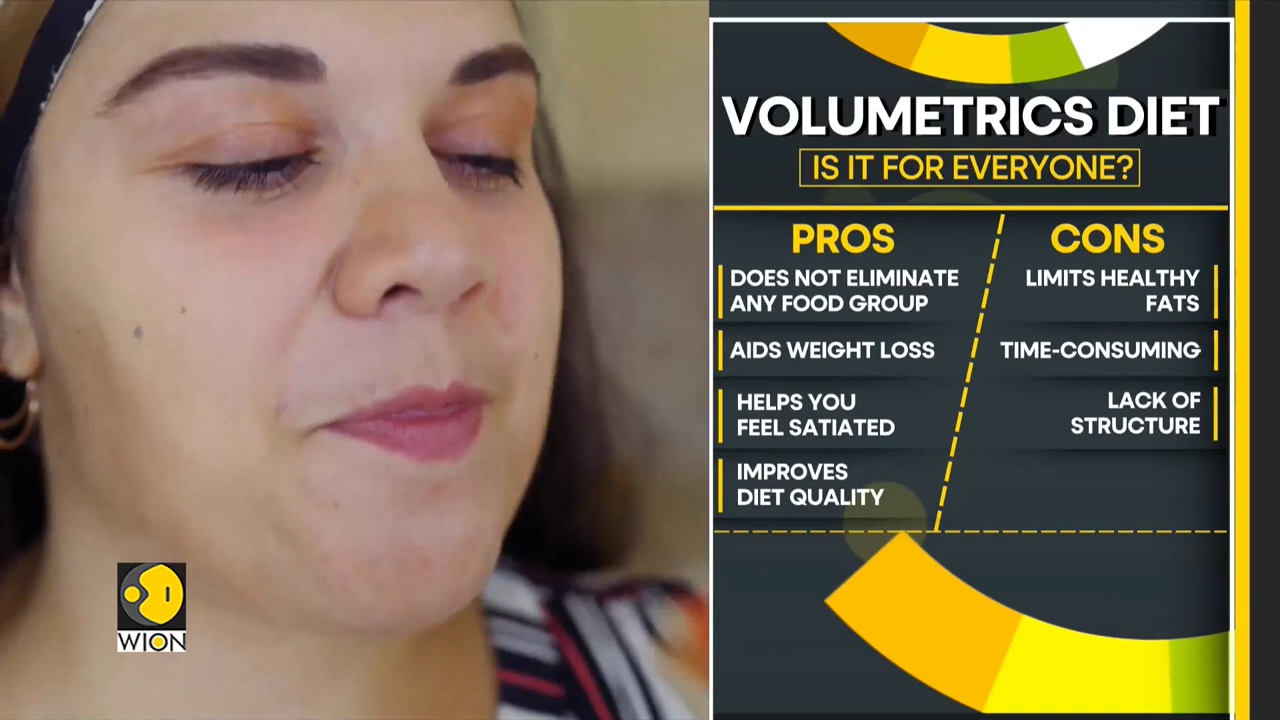 VOLUMETRICS DIET
IS IT FOR EVERYONE?
PROS
DOES NOT ELIMINATE
ANY FOOD GROUP
AIDS WEIGHT LOSS
HELPS YOU
FEEL SATIATED
IMPROVES
DIET QUALITY
CONS
LIMITS HEALTHY
FATS
TIME-CONSUMING
LACK OF
STRUCTURE
WION